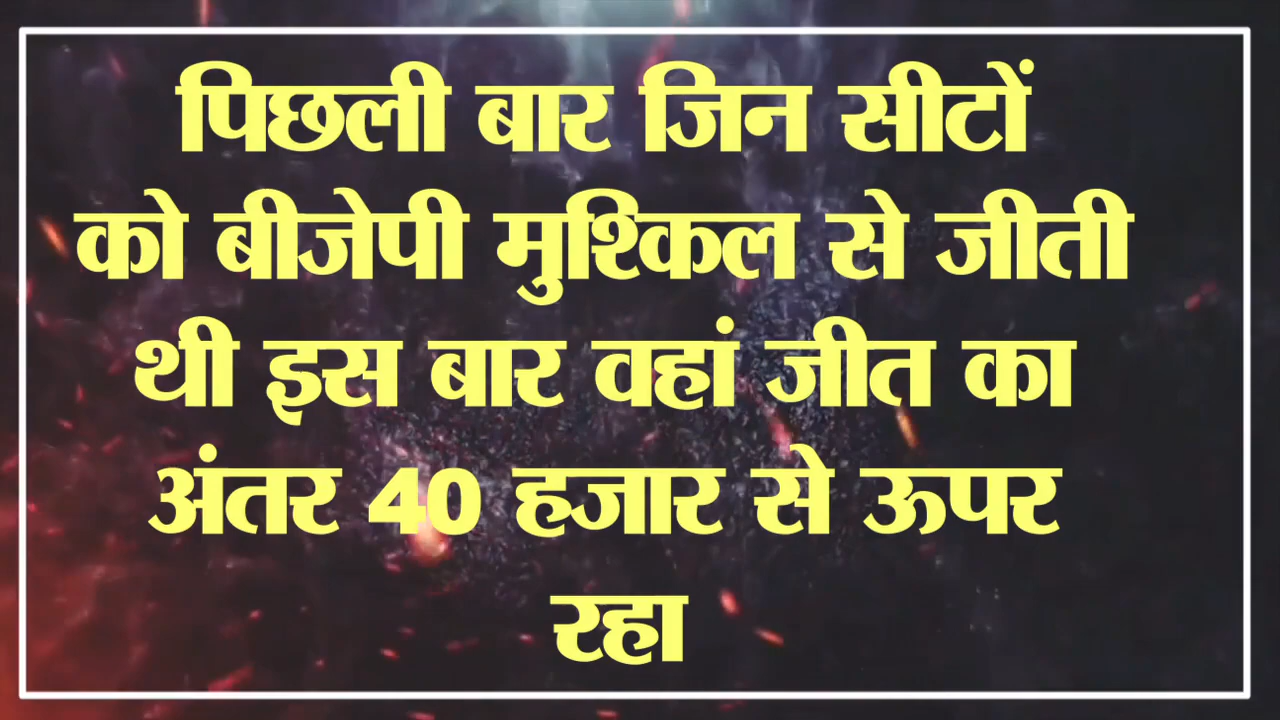 पिछली बार जिन सीटों
को बीजेपी मुश्किल से जीती
थी इस बार वहां जीत का
अंतर 40 हजार से ऊपर
रहा